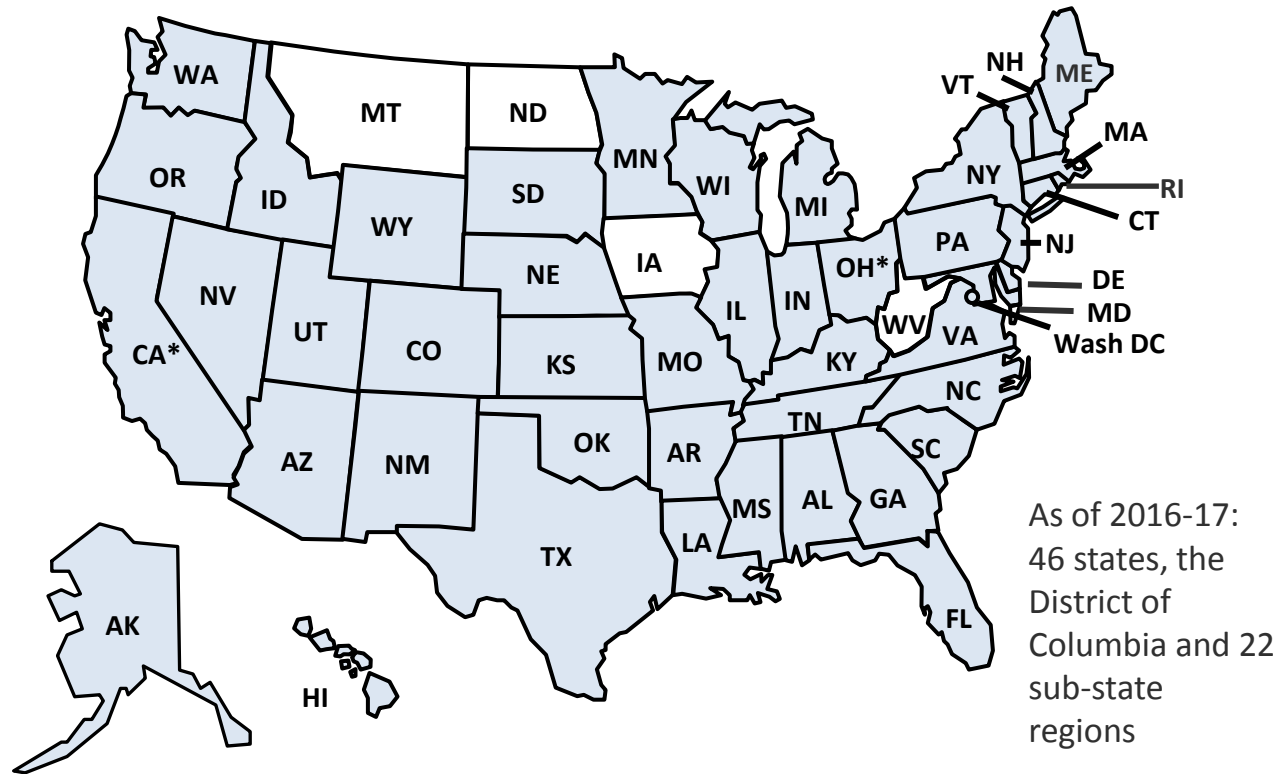 WA
MT
ND
MN
VT
NH
ME
MA
RI
CT
OR
ID
SD
WI
MI
NY
WY
NE
IA
PA
NJ
OH*
DE
MD
Wash DC
NV
UT
CO
KS
MO
IL
IN
WV
VA
KY
CA*
NC
TN
AZ
NM
OK
AR
SC
MS
AL
GA
TX
LA
FL
AK
HI
As of 2016-17:
46 states, the
District of
Columbia and 22
sub-state
regions